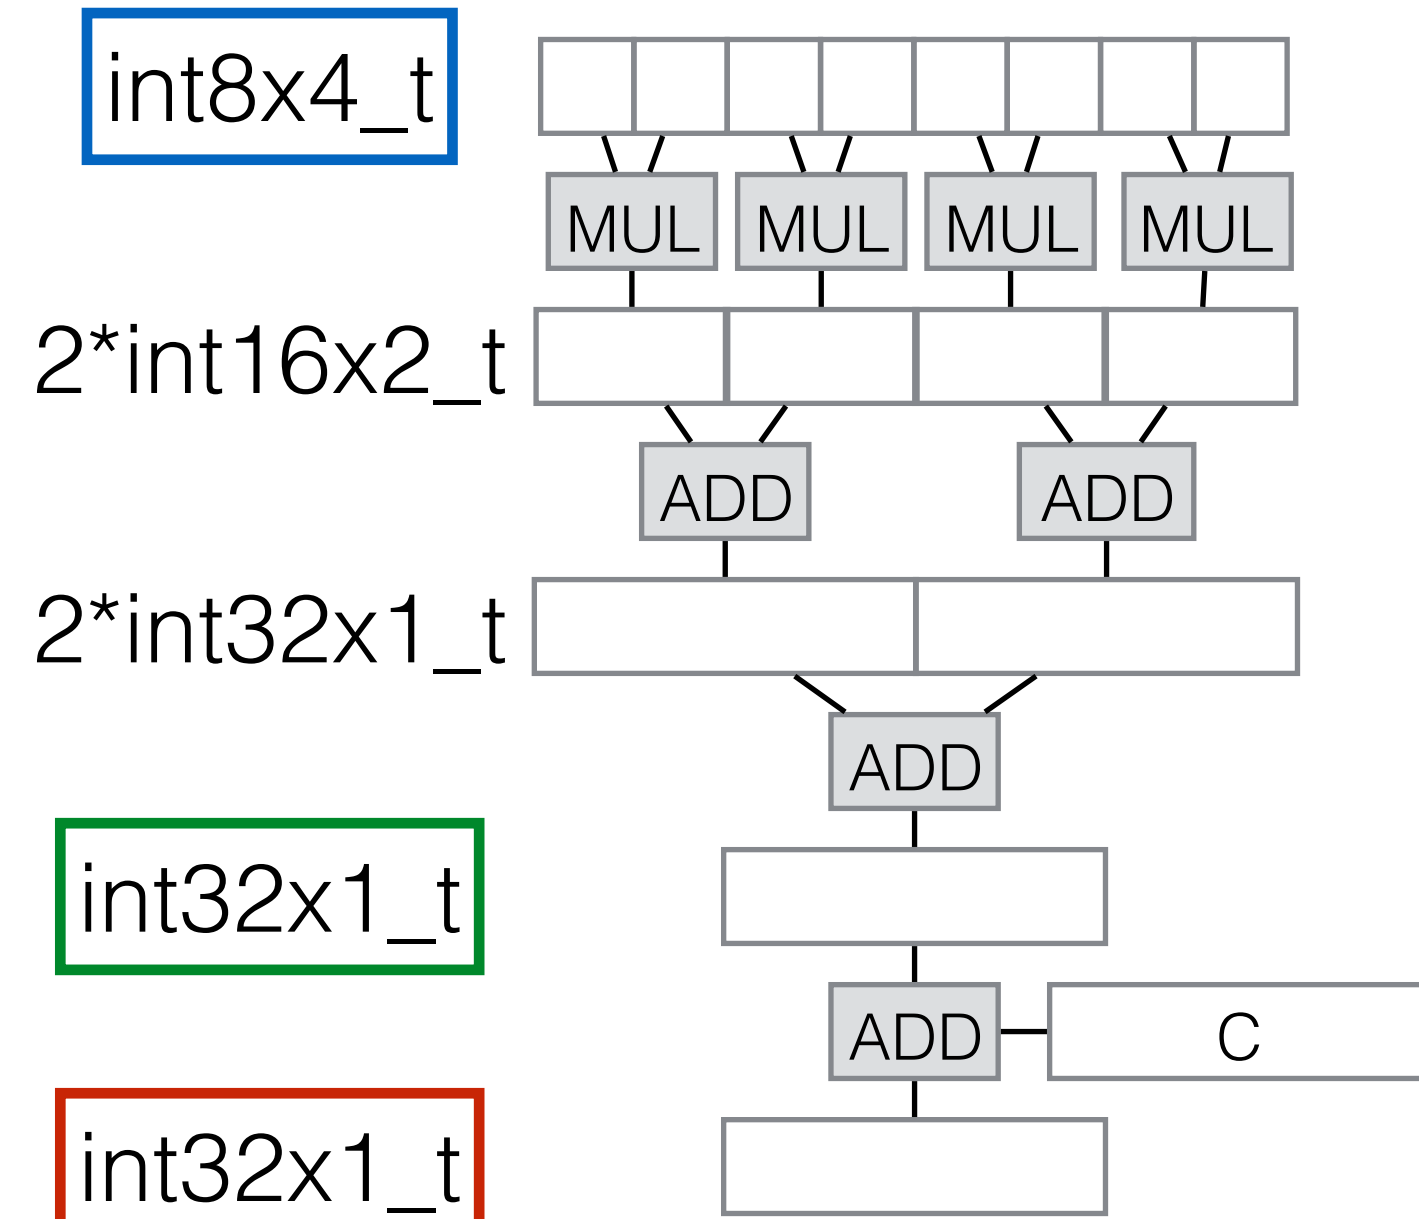 int8x4_t
MUL MUL MUL MUL
2*int16x2_t
ADD ADD
2*int32x1_t
ADD
int32x1_t
ADD C
int32x1_t